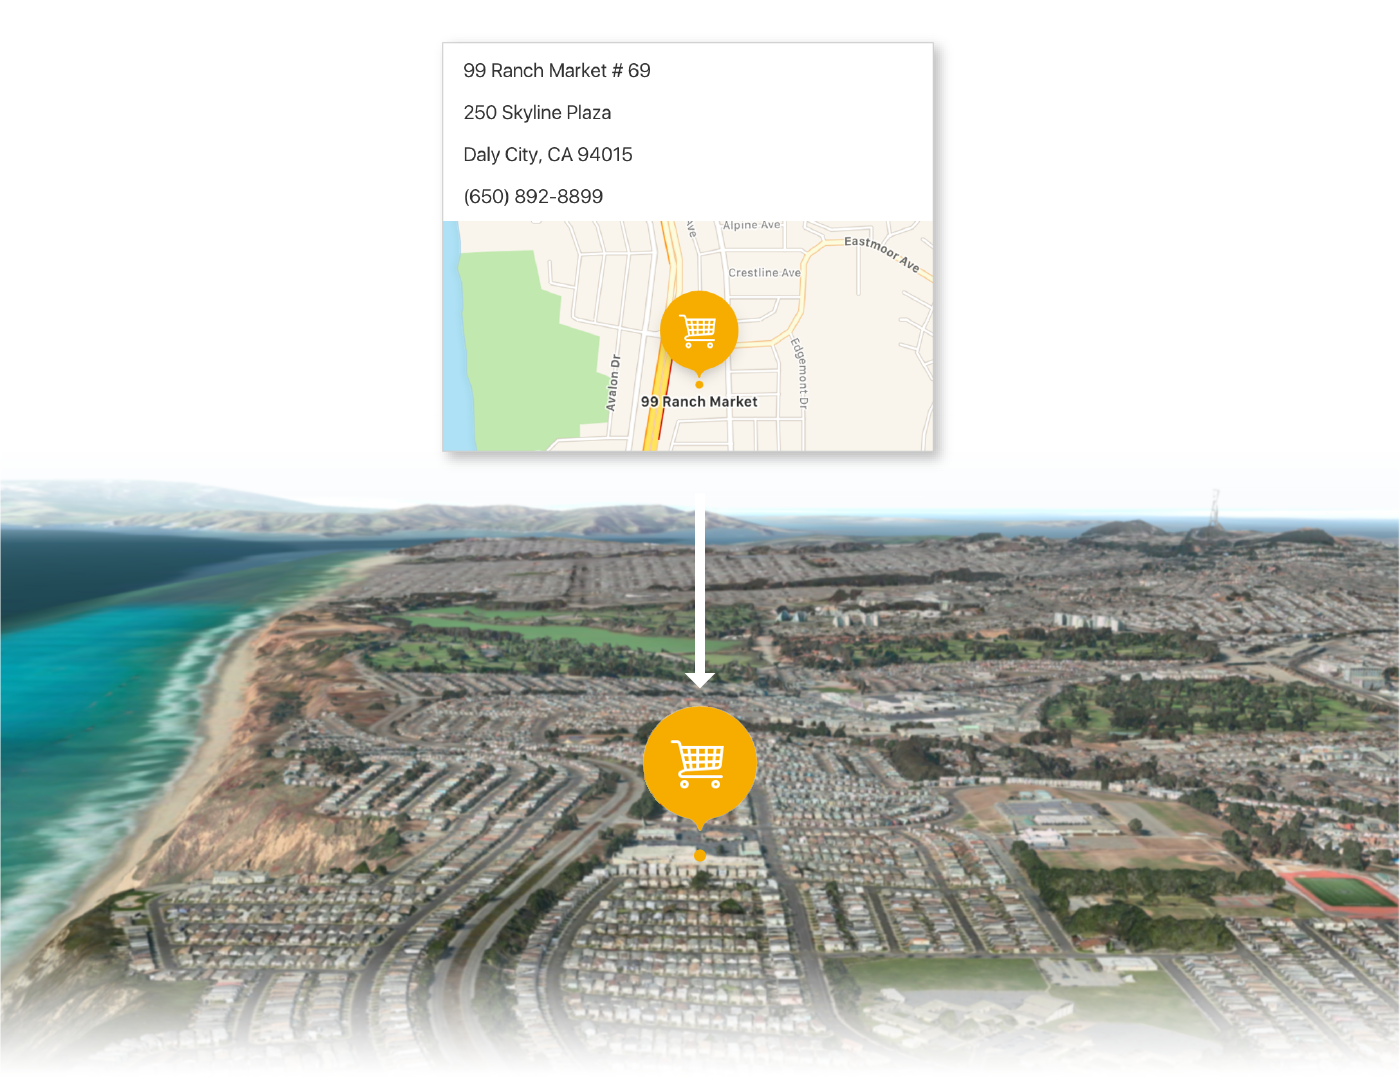 99 Ranch Market # 69
250 Skyline Plaza
Daly City, CA 94015
(650) 892-8899
Ave
Alpine Ave
Eastmoor Ave
Crestline Ave
Avalon Dr
Edgemont Dr
99 Ranch Market